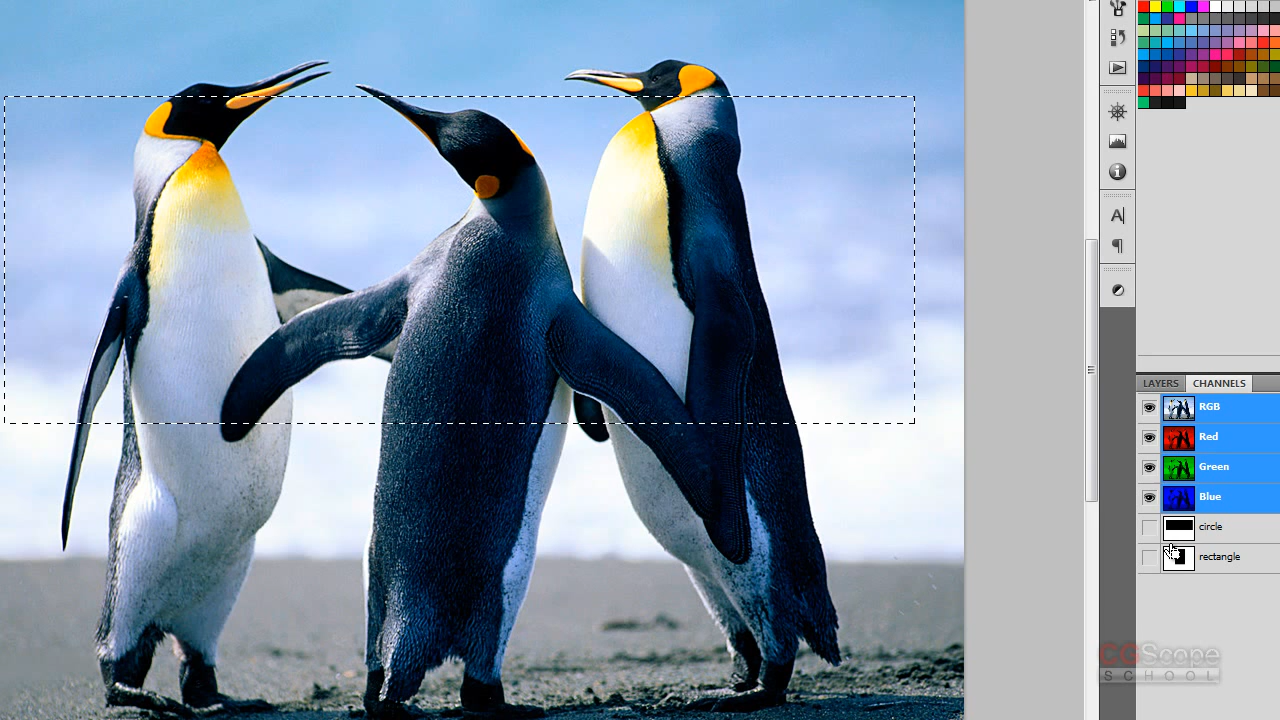 LAYERS CHANNELS
RGB
Red
Green
Blue
circle
rectangle
CGScope
SCHOOL